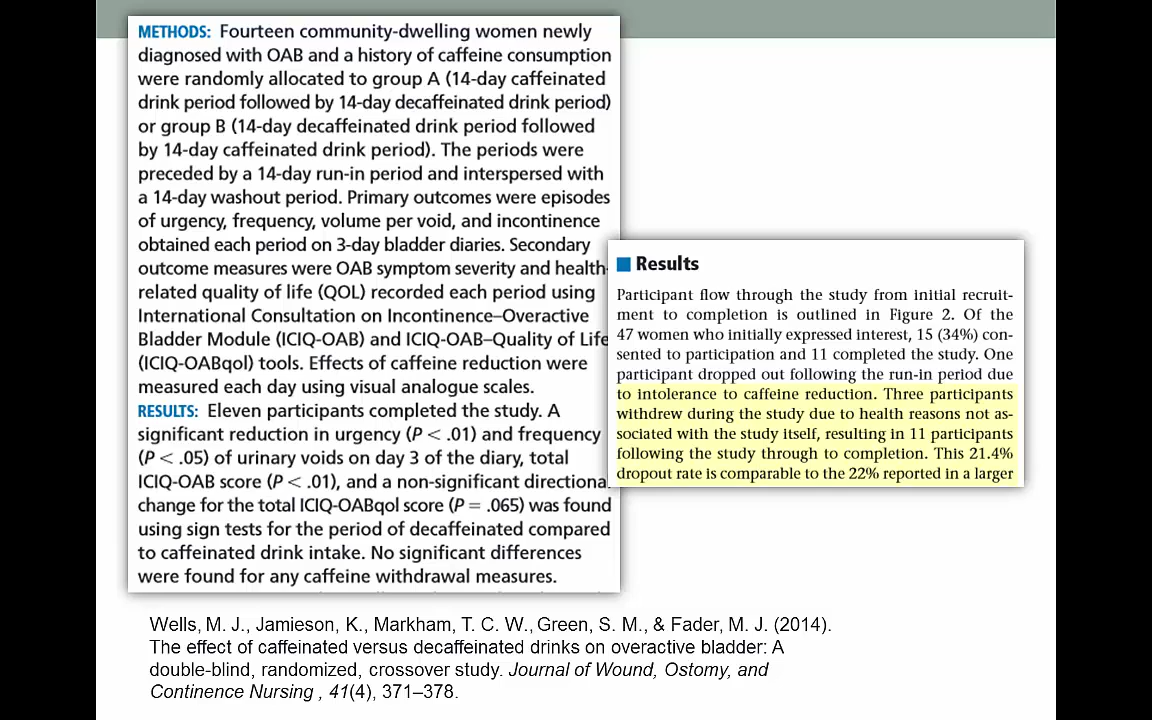 METHODS: Fourteen community-dwelling women newly
diagnosed with OAB and a history of caffeine consumption
were randomly allocated to group A (14-day caffeinated
drink period followed by 14-day decaffeinated drink period)
or group B (14-day decaffeinated drink period followed
by 14-day caffeinated drink period). The periods were
preceded by a 14-day run-in period and interspersed with
a 14-day washout period. Primary outcomes were episodes
of urgency, frequency, volume per void, and incontinence
obtained each period on 3-day bladder diaries. Secondary
outcome measures were OAB symptom severity and health-
related quality of life (QOL) recorded each period using
International Consultation on Incontinence–Overactive
Bladder Module (ICIQ-OAB) and ICIQ-OAB–Quality of Life
(ICIQ-OABqol) tools. Effects of caffeine reduction were
measured each day using visual analogue scales.
RESULTS: Eleven participants completed the study. A
significant reduction in urgency (P < .01) and frequency
(P < .05) of urinary voids on day 3 of the diary, total
ICIQ-OAB score (P < .01), and a non-significant directiona
change for the total ICIQ-OABqol score (P = .065) was found
using sign tests for the period of decaffeinated compared
to caffeinated drink intake. No significant differences
were found for any caffeine withdrawal measures.
Results
Participant flow through the study from initial recruit-
ment to completion is outlined in Figure 2. Of the
47 women who initially expressed interest, 15 (34%) con-
sented to participation and 11 completed the study. One
participant dropped out following the run-in period due
to intolerance to caffeine reduction. Three participants
withdrew during the study due to health reasons not as-
sociated with the study itself, resulting in 11 participants
following the study through to completion. This 21.4%
dropout rate is comparable to the 22% reported in a larger
Wells, M. J., Jamieson, K., Markham, T. C. W., Green, S. M., & Fader, M. J. (2014).
The effect of caffeinated versus decaffeinated drinks on overactive bladder: A
double-blind, randomized, crossover study. Journal of Wound, Ostomy, and
Continence Nursing , 41(4), 371–378.